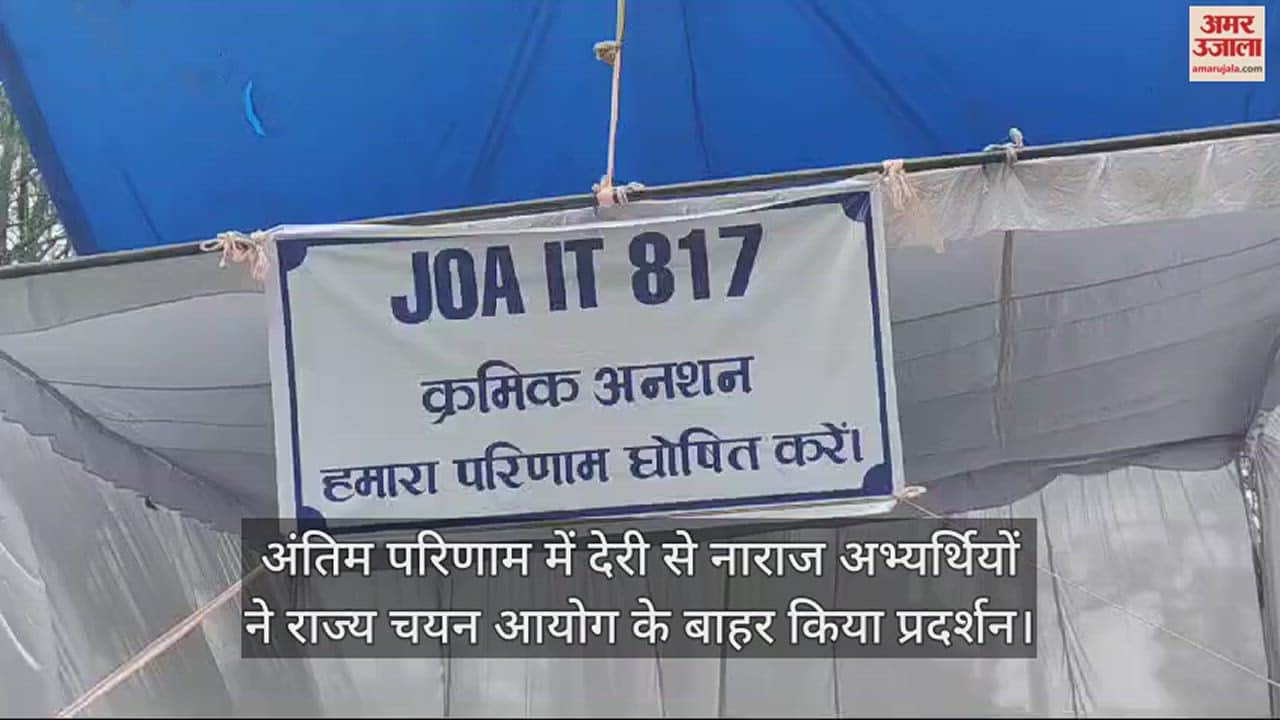 अमर
उजाला
amarujala.com
JOA IT 817
क्रमिक अनशन
हमारा परिणाम घोषित करें।
अंतिम परिणाम में देरी से नाराज अभ्यर्थियों
ने राज्य चयन आयोग के बाहर किया प्रदर्शन।